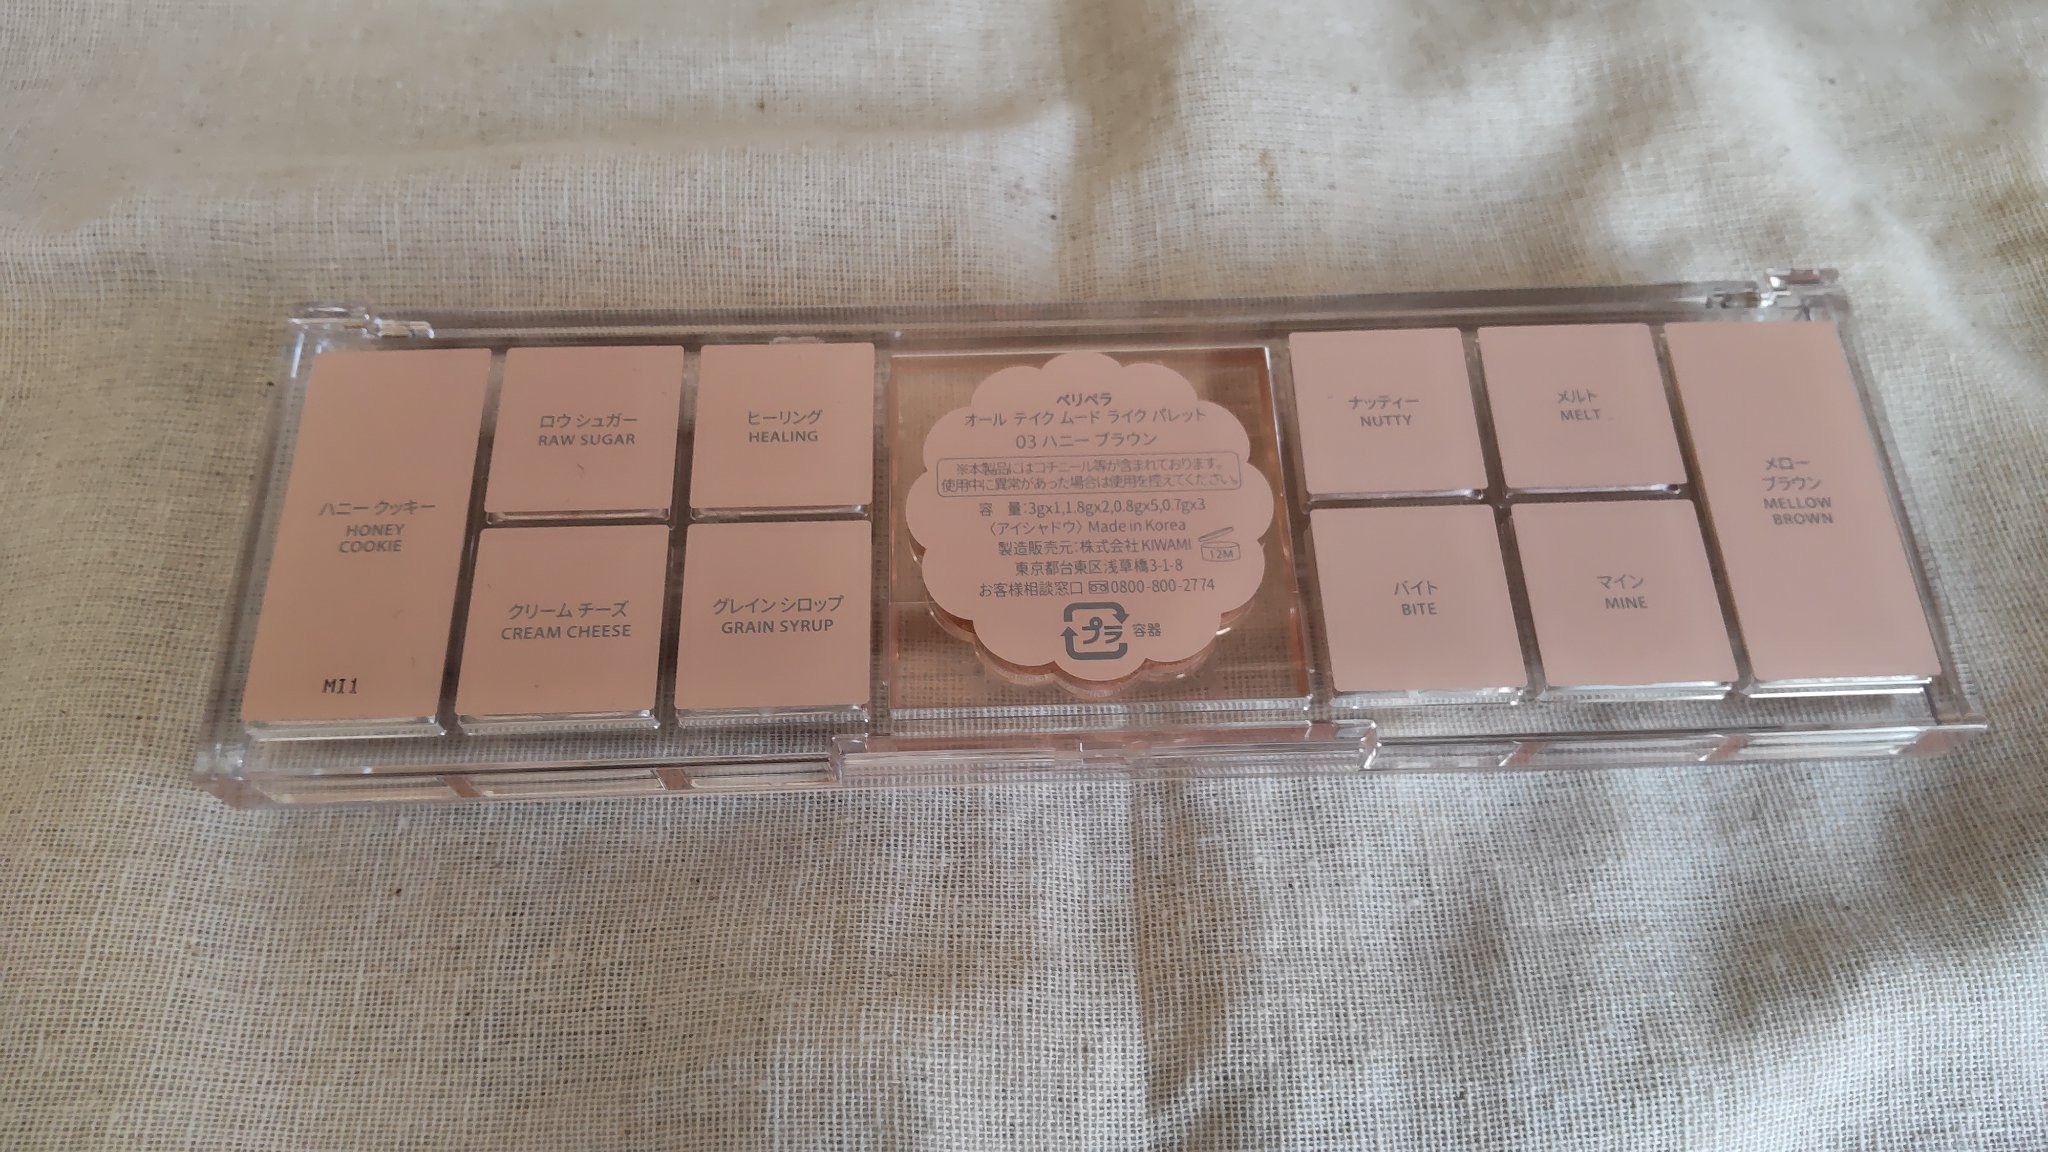 ハニー クッキー
HONEY
COOKIE
MI1
ロウ シュガー
RAW SUGAR
ヒーリング
HEALING
クリーム チーズ
CREAM CHEESE
グレイン シロップ
GRAIN SYRUP
ペリペラ
オール テイク ムード ライク パレット
03 ハニー ブラウン
※本製品にはコチニール等が含まれております。
使用中に異常があった場合は使用を控えてください。
容 量:3gx1,1.8gx2,0.8gx5,0.7gx3
〈アイシャドウ〉Made in Korea
製造販売元:株式会社 KIWAMI
12M
東京都台東区浅草橋3-1-8
お客様相談窓口 0800-800-2774
プラ 容器
ナッティー
NUTTY
メルト
MELT
バイト
BITE
マイン
MINE
メロー
ブラウン
MELLOW
BROWN